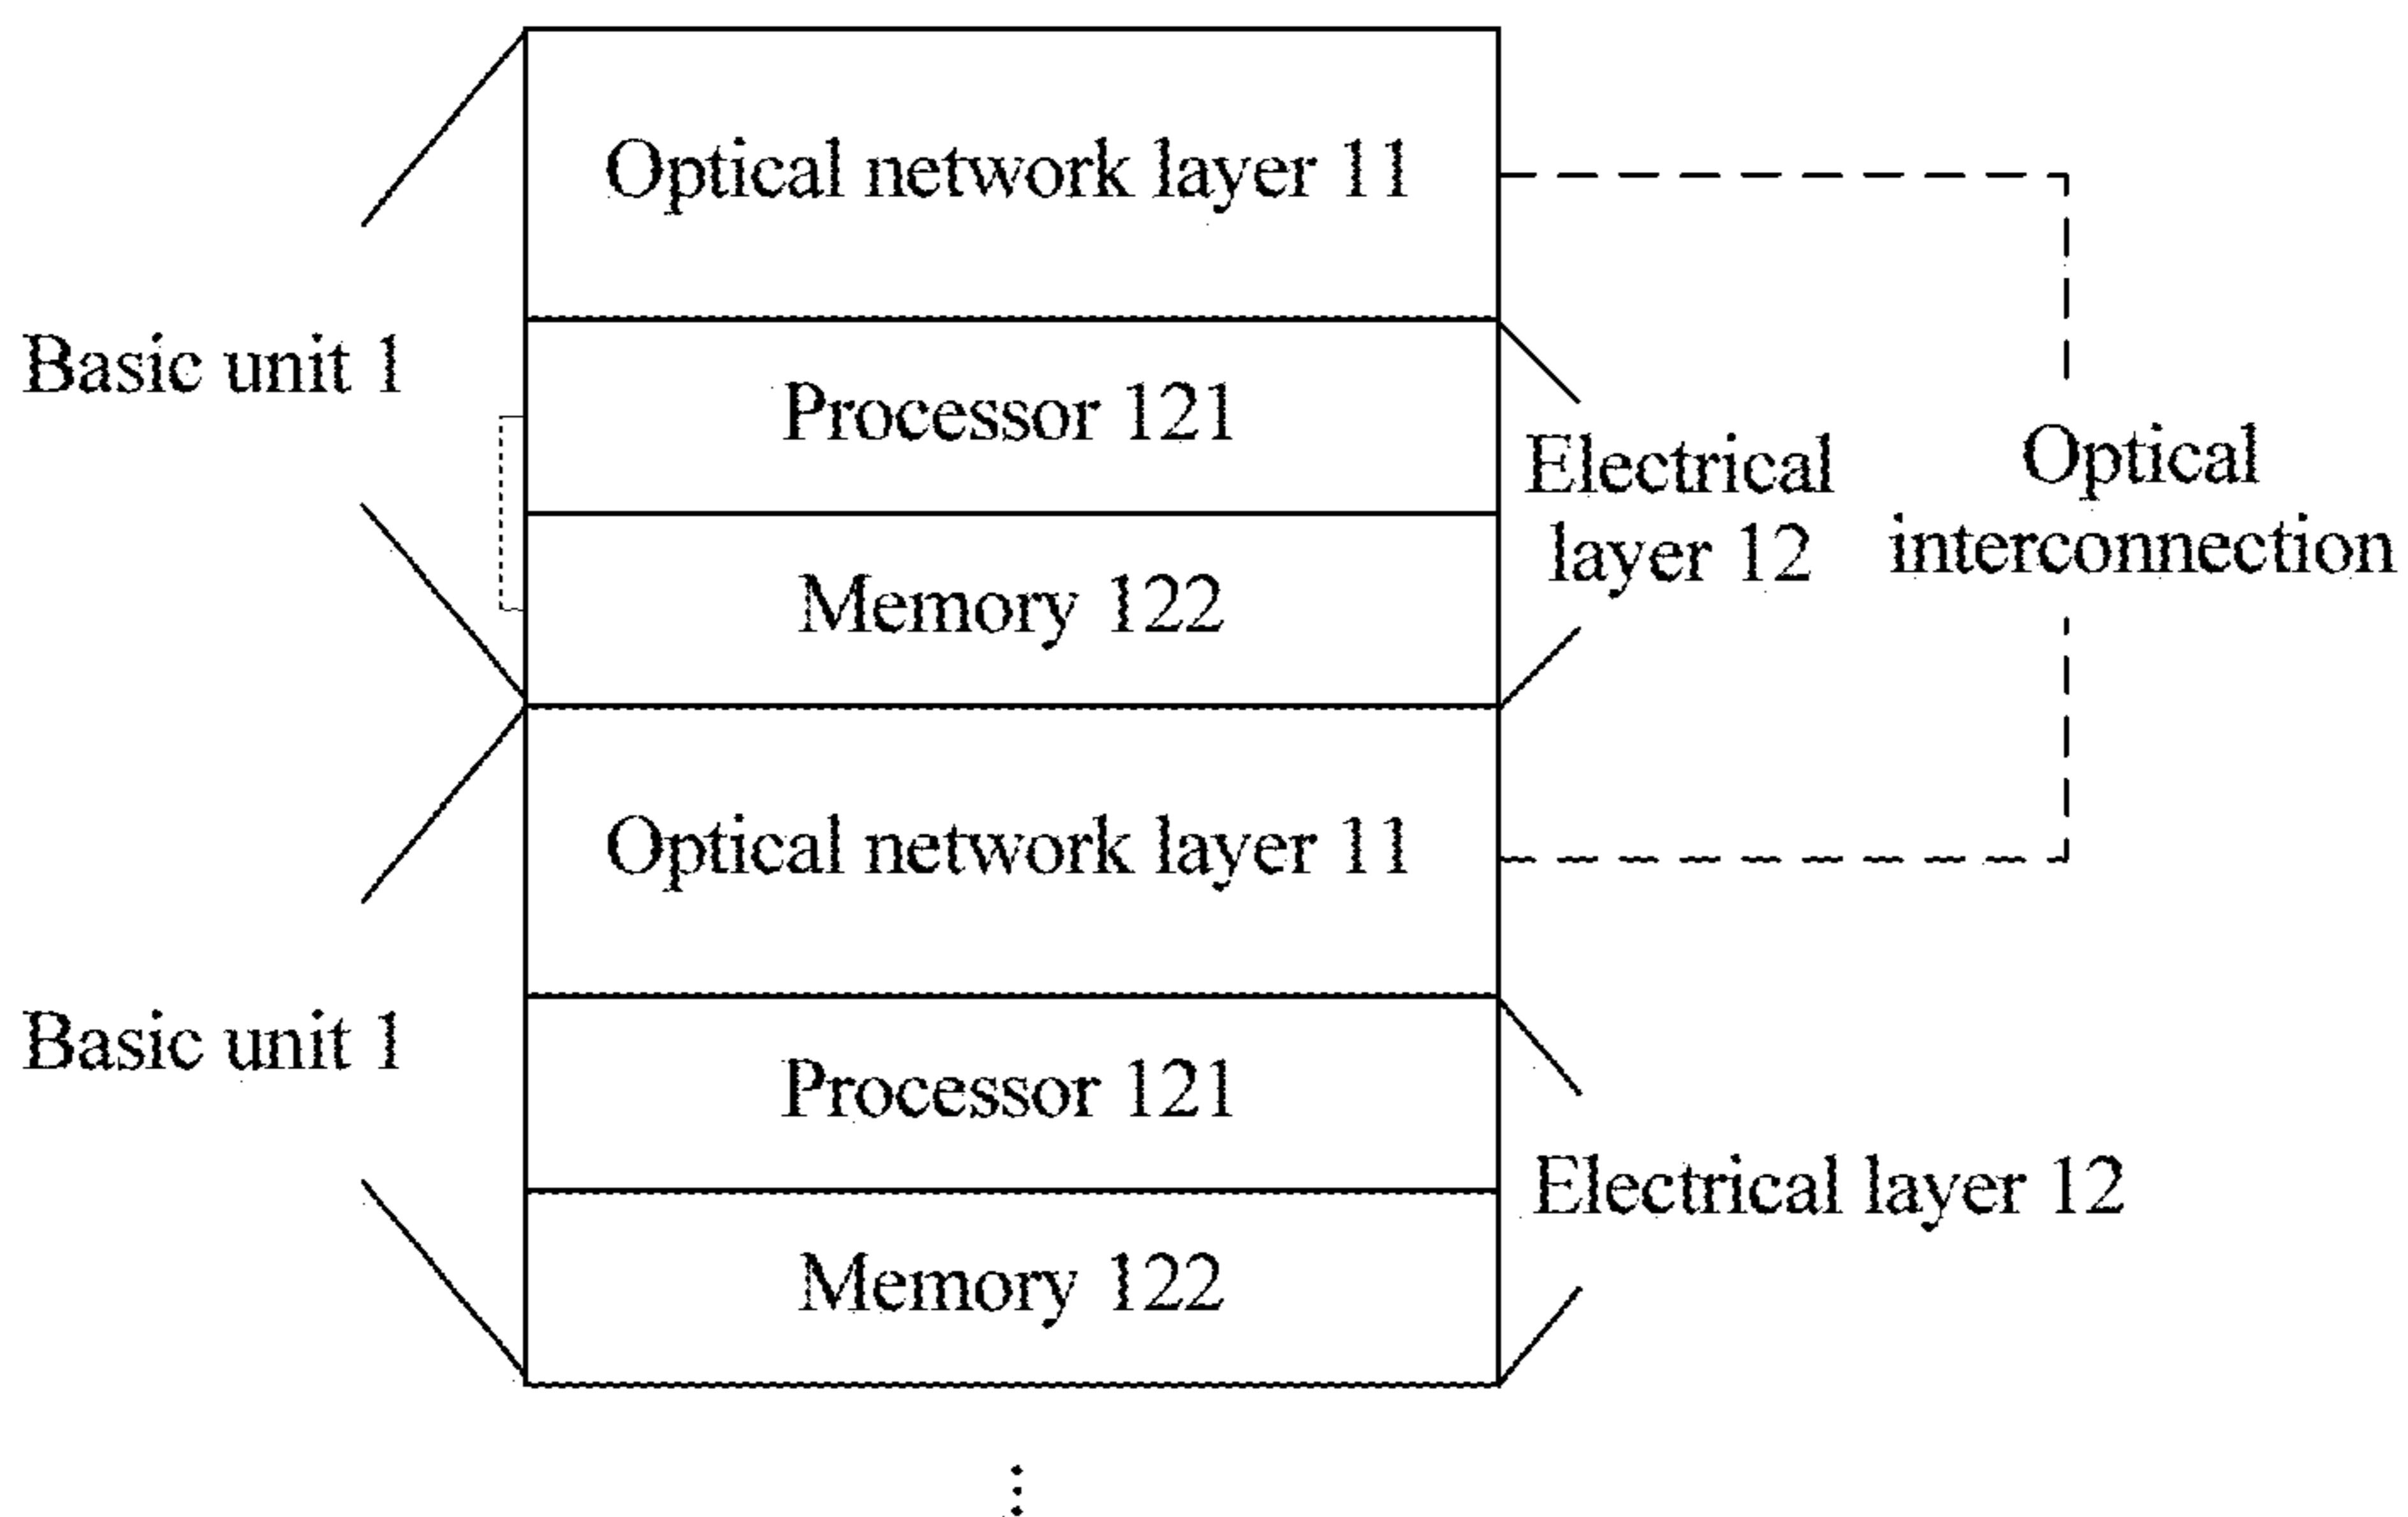 Optical network layer 11
Basic unit 1
Processor 121
Memory 122
Electrical
layer 12
Optical
interconnection
Optical network layer 11
Basic unit 1
Processor 121
Electrical layer 12
Memory 122